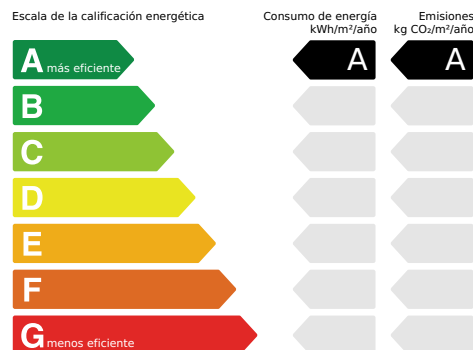 Escala de la calificación energética
Consumo de energía
kWh/m²/año
Emisiones
kg CO₂/m²/año
A más eficiente
A
A
B
C
D
E
F
G menos eficiente